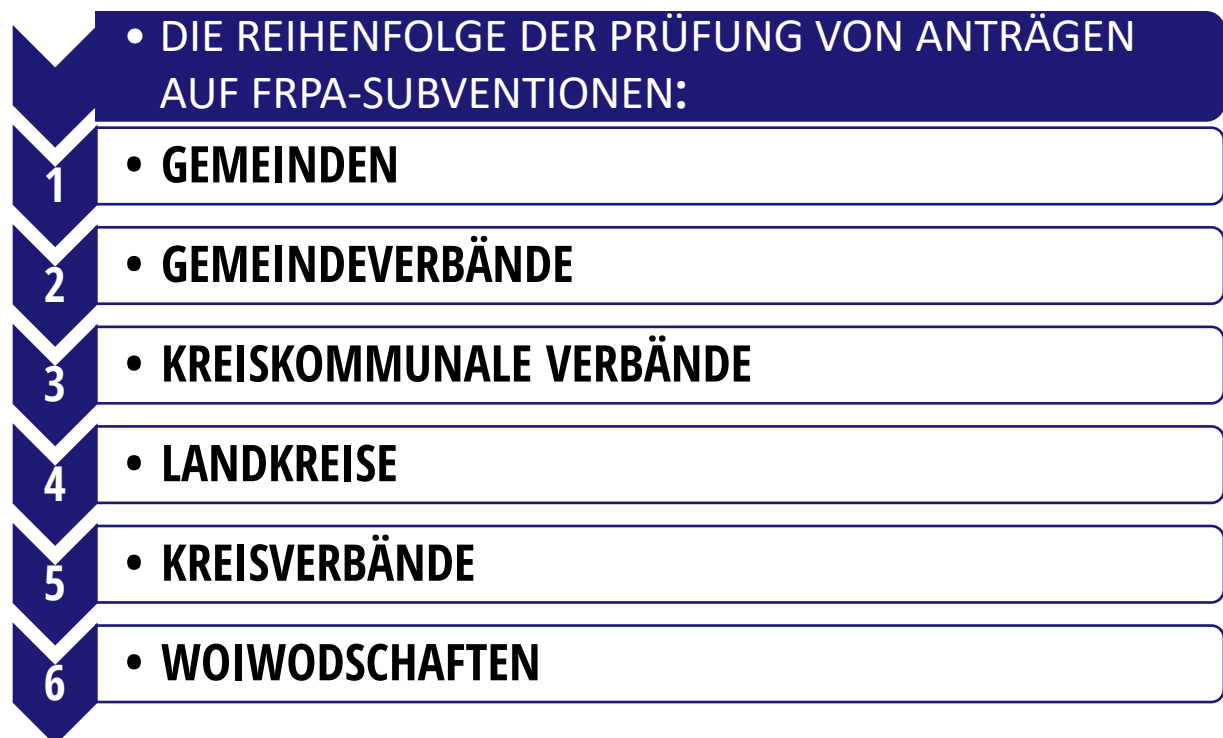 • DIE REIHENFOLGE DER PRÜFUNG VON ANTRÄGEN
AUF FRPA-SUBVENTIONEN:
1 • GEMEINDEN
2 • GEMEINDEVERBÄNDE
3 • KREISKOMMUNALE VERBÄNDE
4 • LANDKREISE
5 • KREISVERBÄNDE
6 • WOIWODSCHAFTEN